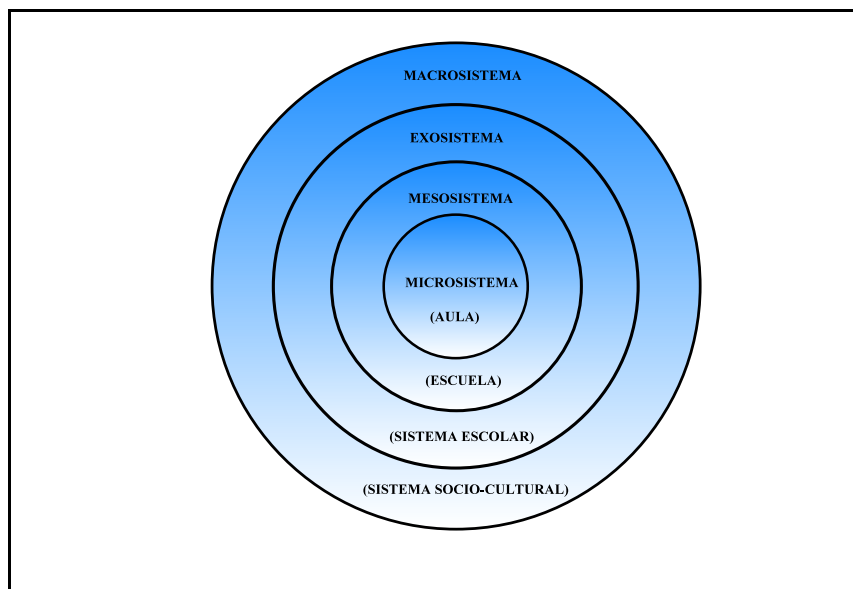 MACROSISTEMA
EXOSISTEMA
MESOSISTEMA
MICROSISTEMA
(AULA)
(ESCUELA)
(SISTEMA ESCOLAR)
(SISTEMA SOCIO-CULTURAL)